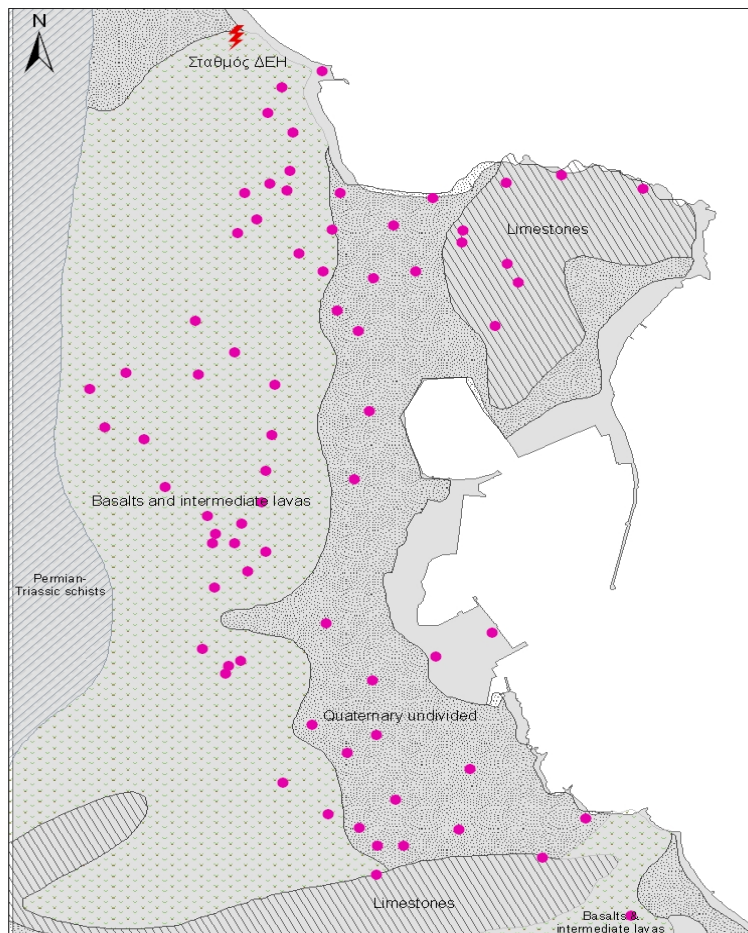 N
Σταθμός ΔΕΗ
Limestones
Basalts and intermediate lavas
Permian-
Triassic schists
Quaternary undivided
Limestones
Basalts &
intermediate lavas